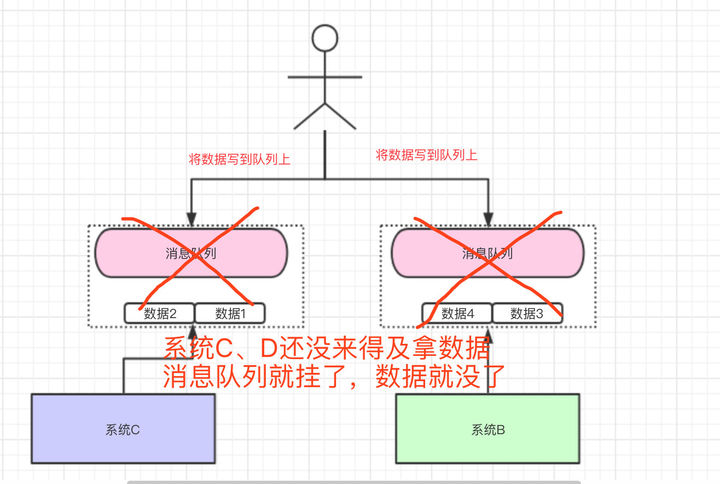 将数据写到队列上
将数据写到队列上
消息队列
消息队列
数据2
数据1
数据4
数据3
系统C、D还没来得及拿数据
消息队列就挂了，数据就没了
系统C
系统B